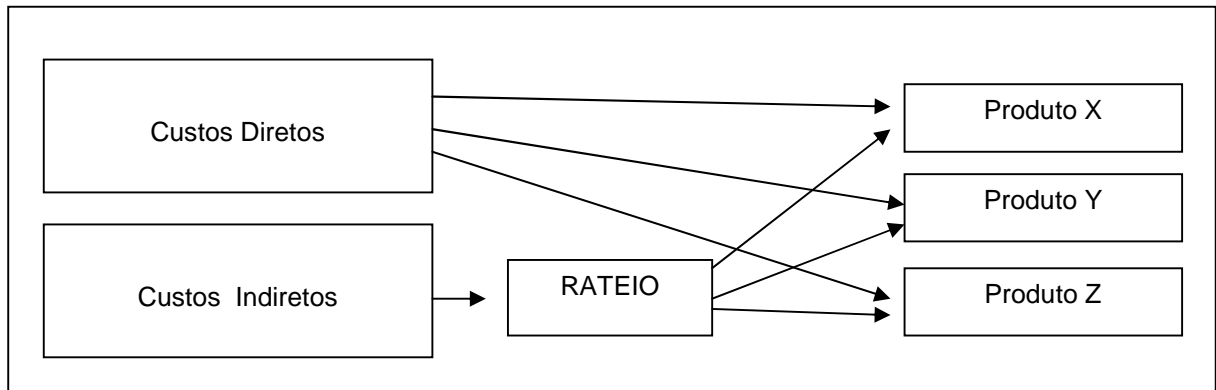 Custos Diretos
Custos Indiretos
RATEIO
Produto X
Produto Y
Produto Z